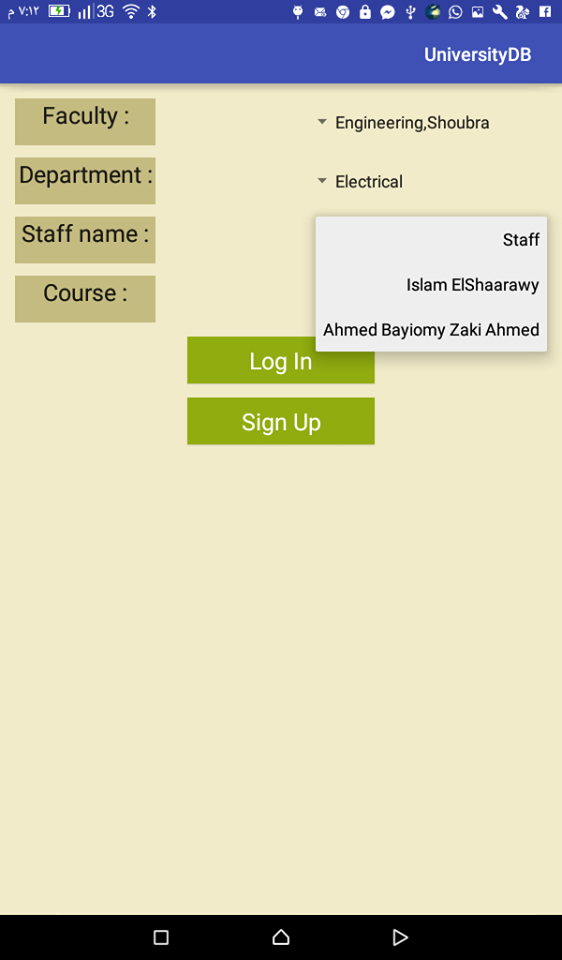 م ٧:١٢
3G
UniversityDB
Faculty :
Engineering,Shoubra
Department :
Electrical
Staff name :
Staff
Islam ElShaarawy
Ahmed Bayiomy Zaki Ahmed
Course :
Log In
Sign Up